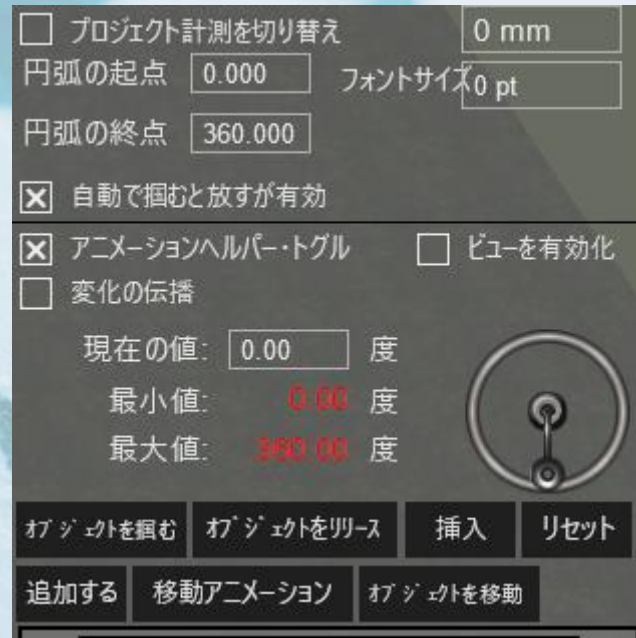 プロジェクト計測を切り替え 0 mm
円弧の起点 0.000 フォントサイズ 0 pt
円弧の終点 360.000
自動で掴むと放すが有効
アニメーションヘルパー・トグル ビューを有効化
変化の伝播
現在の値: 0.00 度
最小値: 0.00 度
最大値: 360.00 度
オブジェクトを掴む オブジェクトをリリース 挿入 リセット
追加する 移動アニメーション オブジェクトを移動